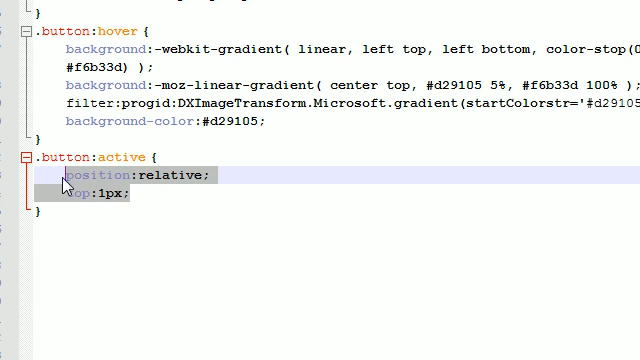 }
.button:hover {
background:-webkit-gradient( linear, left top, left bottom, color-stop(0
#f6b33d) );
background:-moz-linear-gradient( center top, #d29105 5%, #f6b33d 100% );
filter:progid:DXImageTransform.Microsoft.gradient(startColorstr='#d29105
background-color:#d29105;
}
.button:active {
position:relative;
top:1px;
}